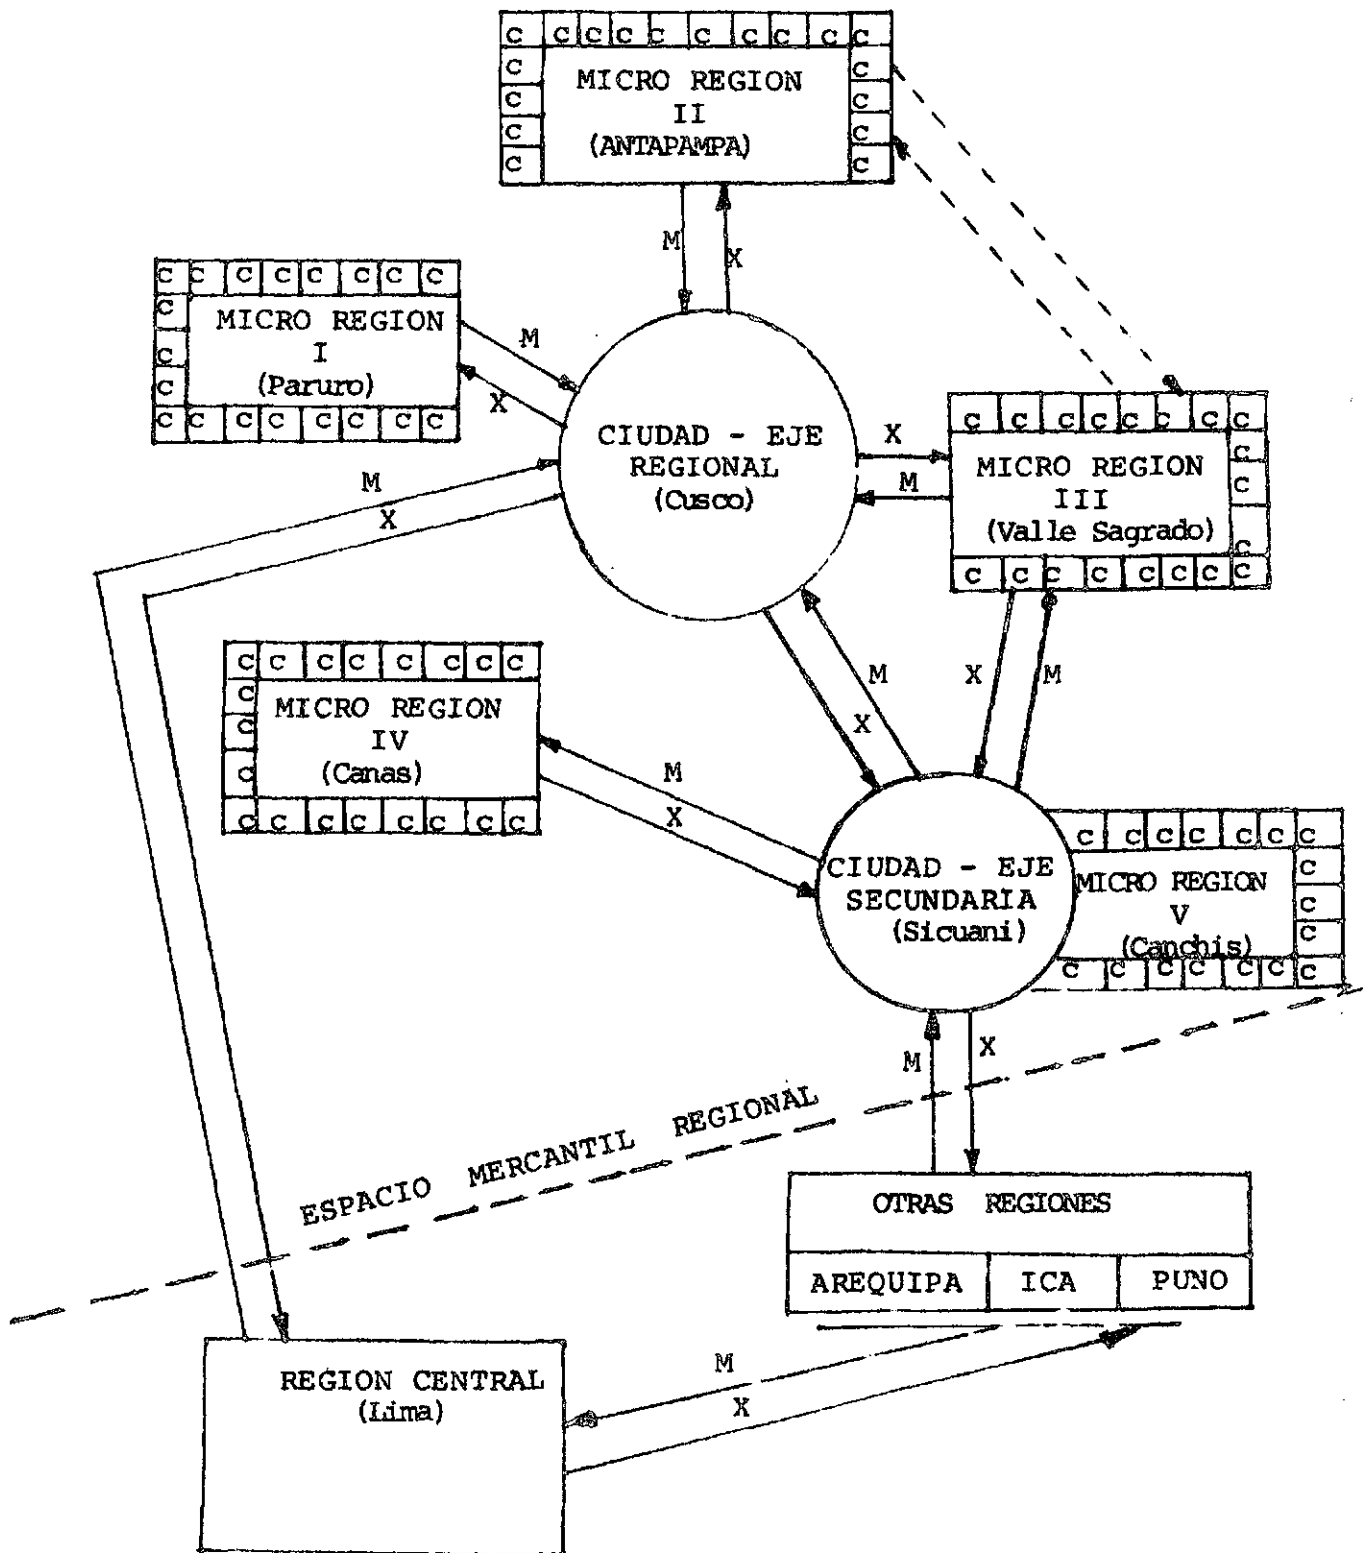 C C C C C C C C C C
C C
C C
C C
C C
MICRO REGION
II
(ANTAPAMPA)
M
X
C C C C C C C C
C
C
C
MICRO REGION
I
(Paruro)
C C C C C C C C
M
X
CIUDAD - EJE
REGIONAL
(Cusco)
X
M
C C C C C C C C
C
C
C
MICRO REGION
III
(Valle Sagrado)
C C C C C C C C
M
X
M
X
X
M
C C C C C C C C
C
C
C
MICRO REGION
IV
(Canas)
C C C C C C C C
M
X
CIUDAD - EJE
SECUNDARIA
(Sicuani)
C C C C C C C
C
C
C
MICRO REGION
V
(Canchis)
C C C C C C C
M
X
ESPACIO MERCANTIL REGIONAL
OTRAS REGIONES
AREQUIPA ICA PUNO
REGION CENTRAL
(Lima)
M
X